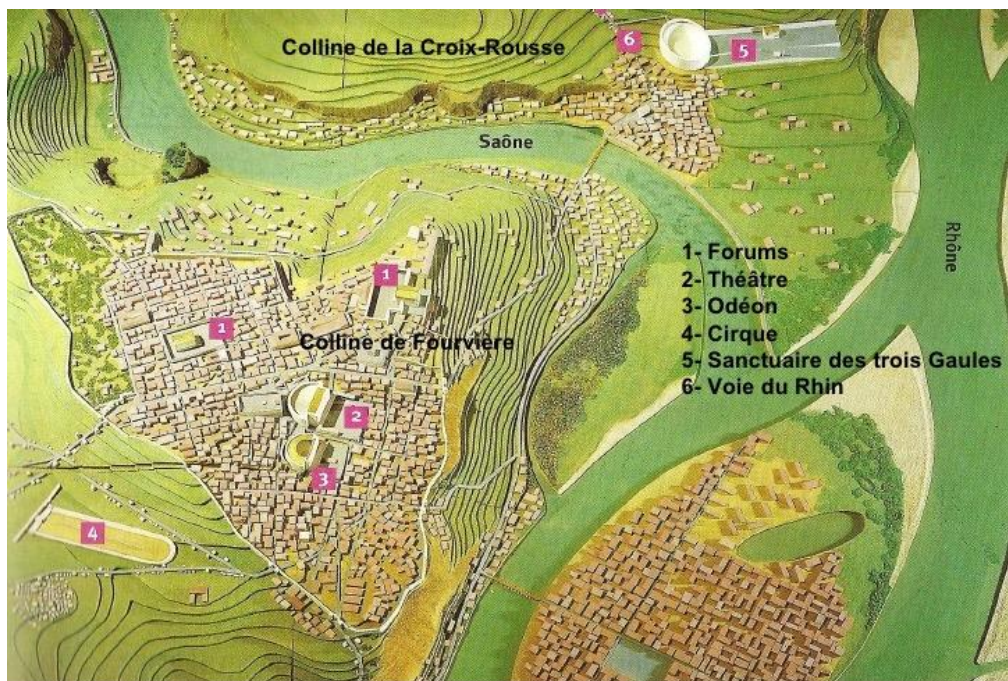 Colline de la Croix-Rousse
6
5
Saône
Rhône
1- Forums
2- Théâtre
3- Odéon
4- Cirque
5- Sanctuaire des trois Gaules
6- Voie du Rhin
1
1
Colline de Fourvière
2
3
4